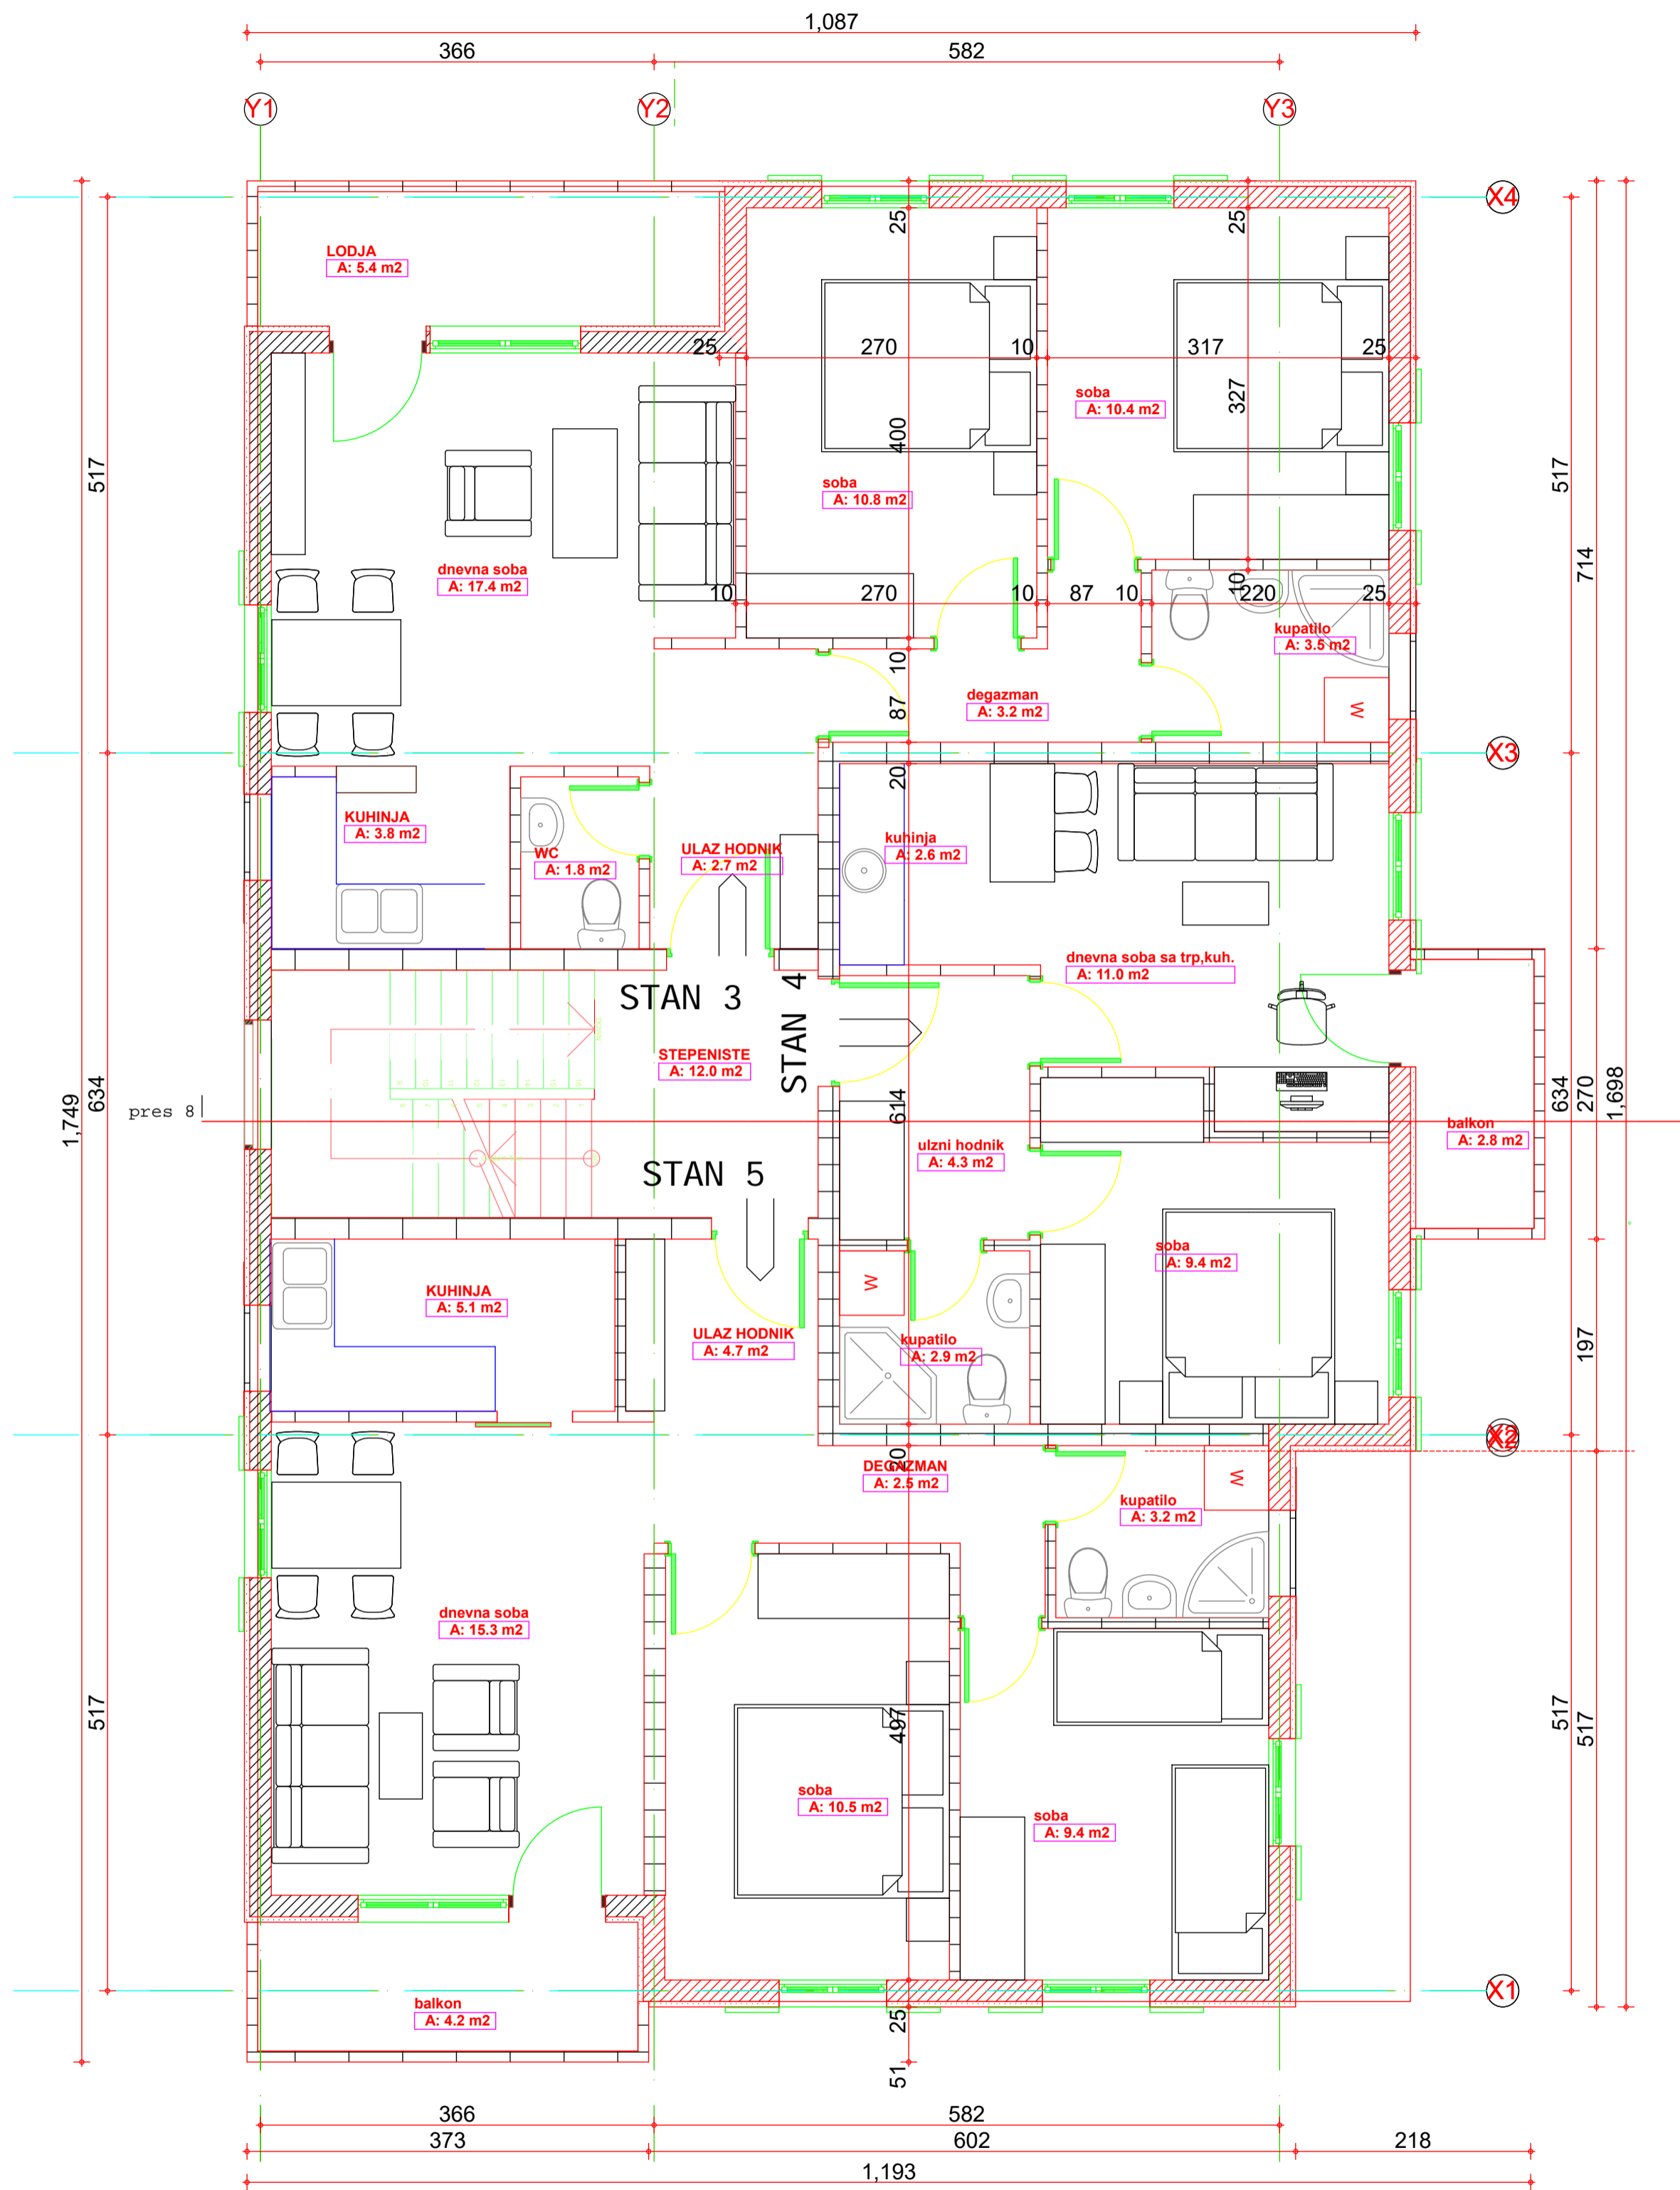 1,087
366
582
Y1
Y2
Y3
X4
25
25
LODJA
A: 5.4 m2
25
270
10
317
25
soba
A: 10.4 m2
327
400
517
517
soba
A: 10.8 m2
714
dnevna soba
A: 17.4 m2
10
270
10
87
10
10
220
25
kupatilo
A: 3.5 m2
10
degazman
A: 3.2 m2
87
W
X3
20
KUHINJA
A: 3.8 m2
WC
A: 1.8 m2
ULAZ HODNIK
A: 2.7 m2
kuhinja
A: 2.6 m2
dnevna soba sa trp,kuh.
A: 11.0 m2
STAN 3
STAN 4
STEPENISTE
A: 12.0 m2
1,749
634
pres 8
614
634
270
1,698
balkon
A: 2.8 m2
ulzni hodnik
A: 4.3 m2
STAN 5
soba
A: 9.4 m2
KUHINJA
A: 5.1 m2
W
ULAZ HODNIK
A: 4.7 m2
kupatilo
A: 2.9 m2
197
X2
20
DEGAZMAN
A: 2.5 m2
W
kupatilo
A: 3.2 m2
dnevna soba
A: 15.3 m2
517
497
517
517
soba
A: 10.5 m2
soba
A: 9.4 m2
X1
balkon
A: 4.2 m2
25
51
366
582
373
602
218
1,193